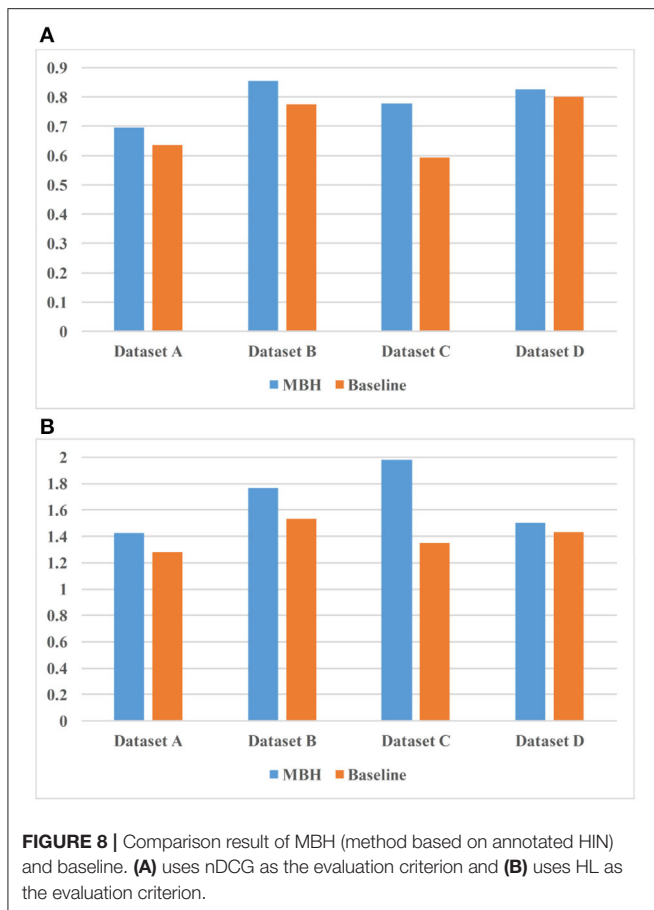 A
0.9
0.8
0.7
0.6
0.5
0.4
0.3
0.2
0.1
0
Dataset A Dataset B Dataset C Dataset D
MBH Baseline
B
2
1.8
1.6
1.4
1.2
1
0.8
0.6
0.4
0.2
0
Dataset A Dataset B Dataset C Dataset D
MBH Baseline
FIGURE 8 | Comparison result of MBH (method based on annotated HIN)
and baseline. (A) uses nDCG as the evaluation criterion and (B) uses HL as
the evaluation criterion.